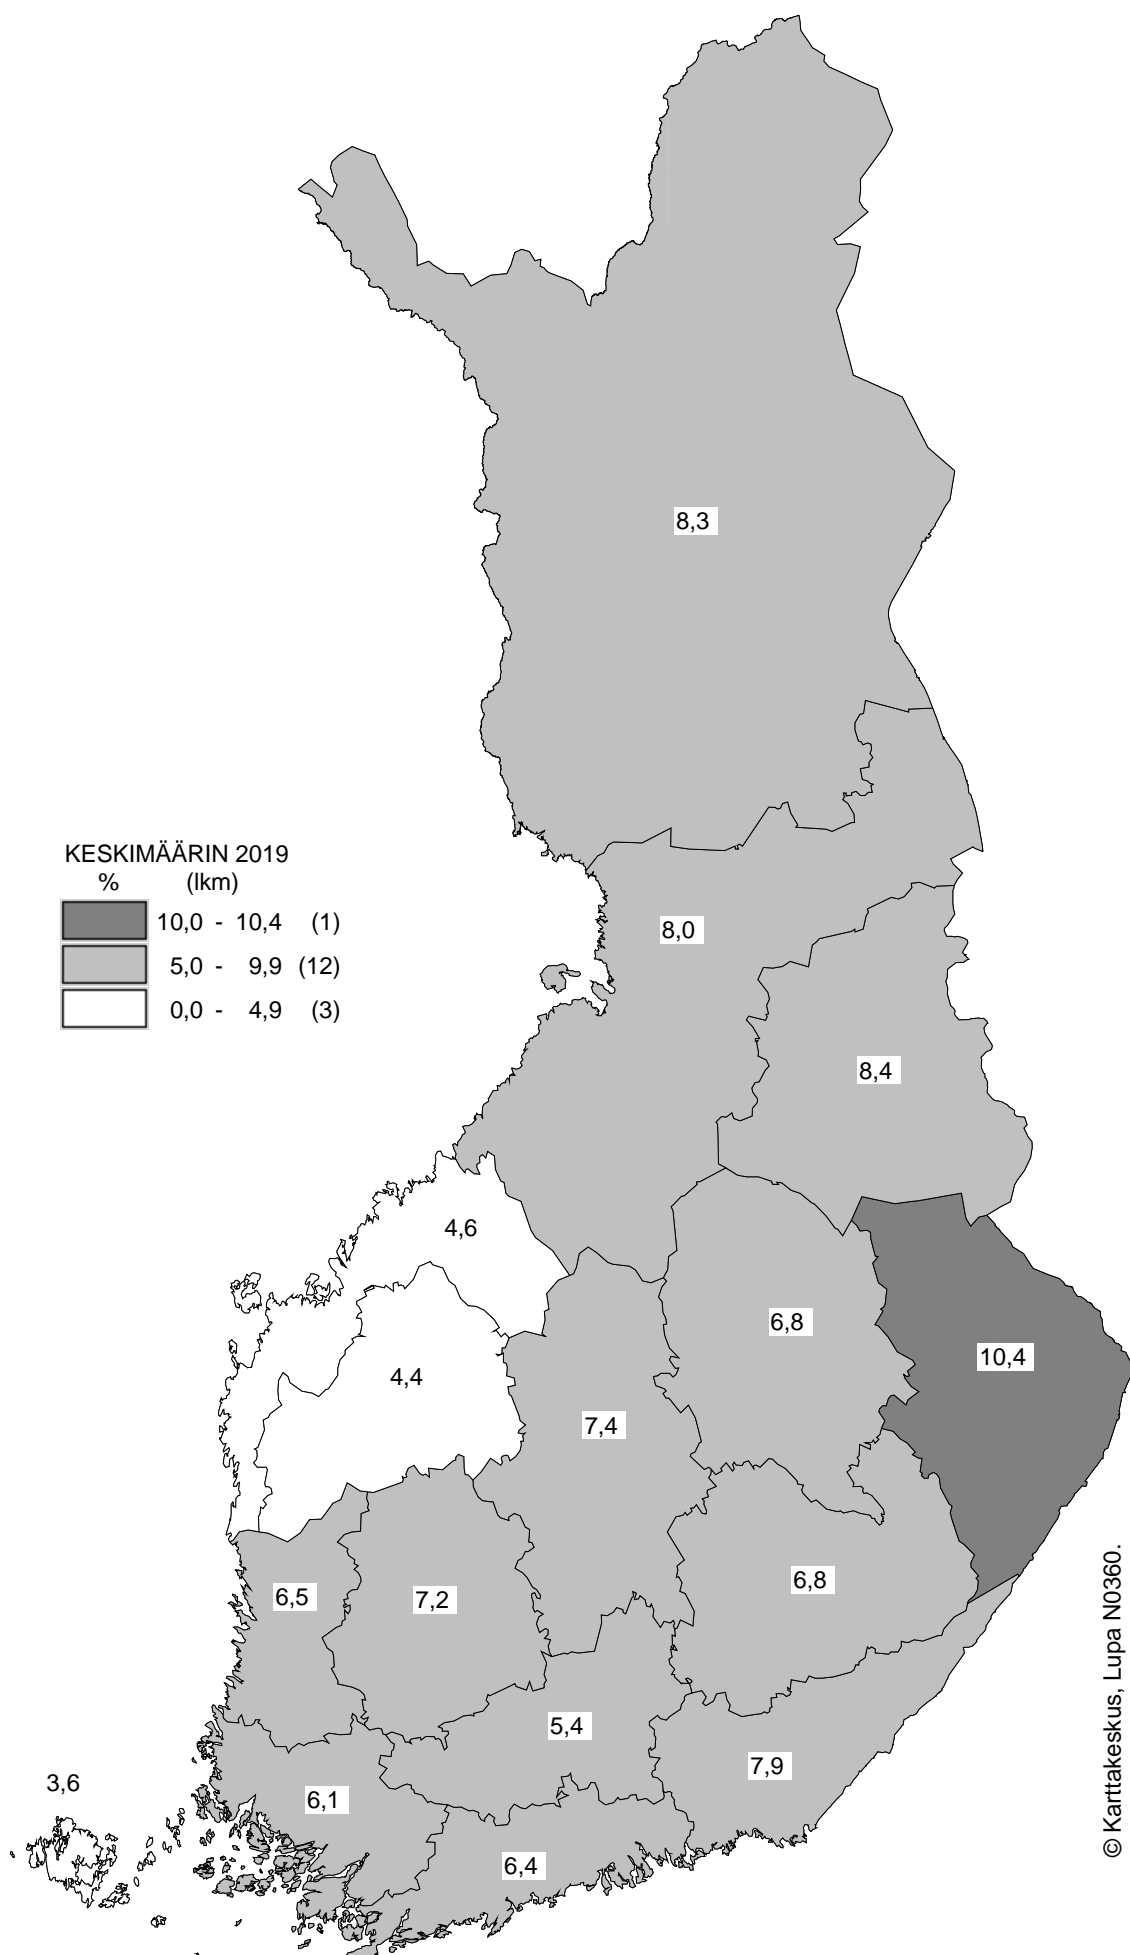 8,3
KESKIMÄÄRIN 2019
% (lkm)
10,0 - 10,4 (1)
5,0 - 9,9 (12)
0,0 - 4,9 (3)
8,0
8,4
4,6
6,8
10,4
4,4
7,4
6,8
6,5
7,2
5,4
7,9
3,6
6,1
6,4
© Karttakeskus, Lupa N0360.